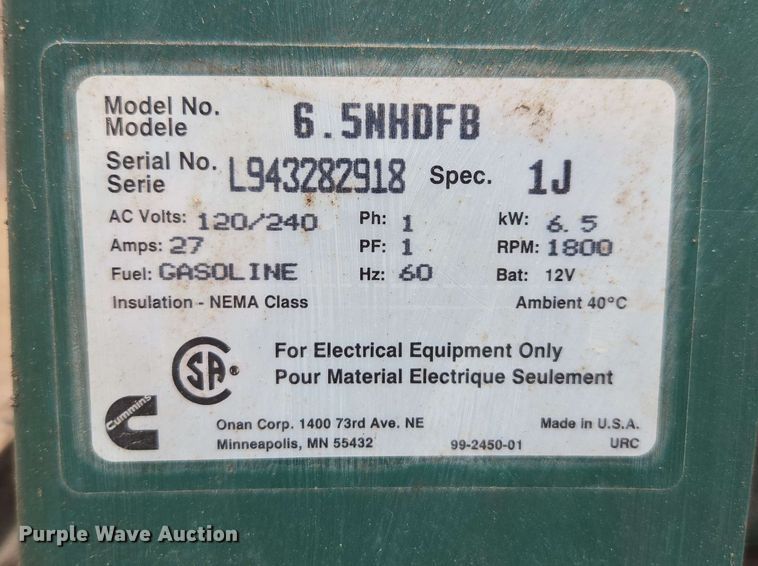 Model No. 6.5NHDFB
Modele
Serial No. L943282918 Spec. 1J
Serie
AC Volts: 120/240 Ph: 1 kW: 6.5
Amps: 27 PF: 1 RPM: 1800
Fuel: GASOLINE Hz: 60 Bat: 12V
Insulation - NEMA Class Ambient 40°C
CSA®
For Electrical Equipment Only
Pour Material Electrique Seulement
Cummins
Onan Corp. 1400 73rd Ave. NE Made in U.S.A.
Minneapolis, MN 55432 99-2450-01 URC
Purple Wave Auction